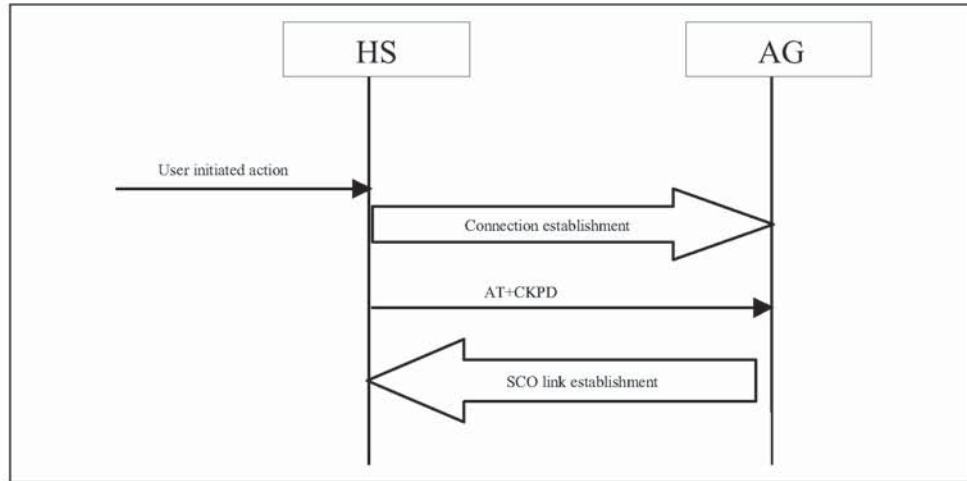 HS
AG
User initiated action
Connection establishment
AT+CKPD
SCO link establishment